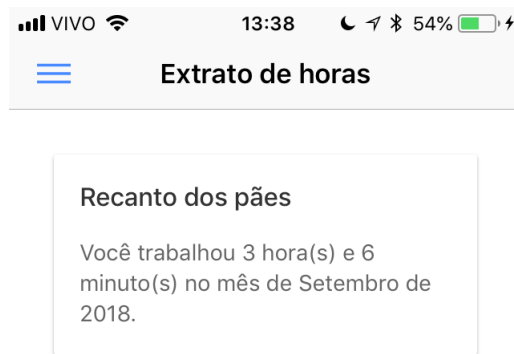 VIVO 13:38 54%
Extrato de horas
Recanto dos pães
Você trabalhou 3 hora(s) e 6
minuto(s) no mês de Setembro de
2018.